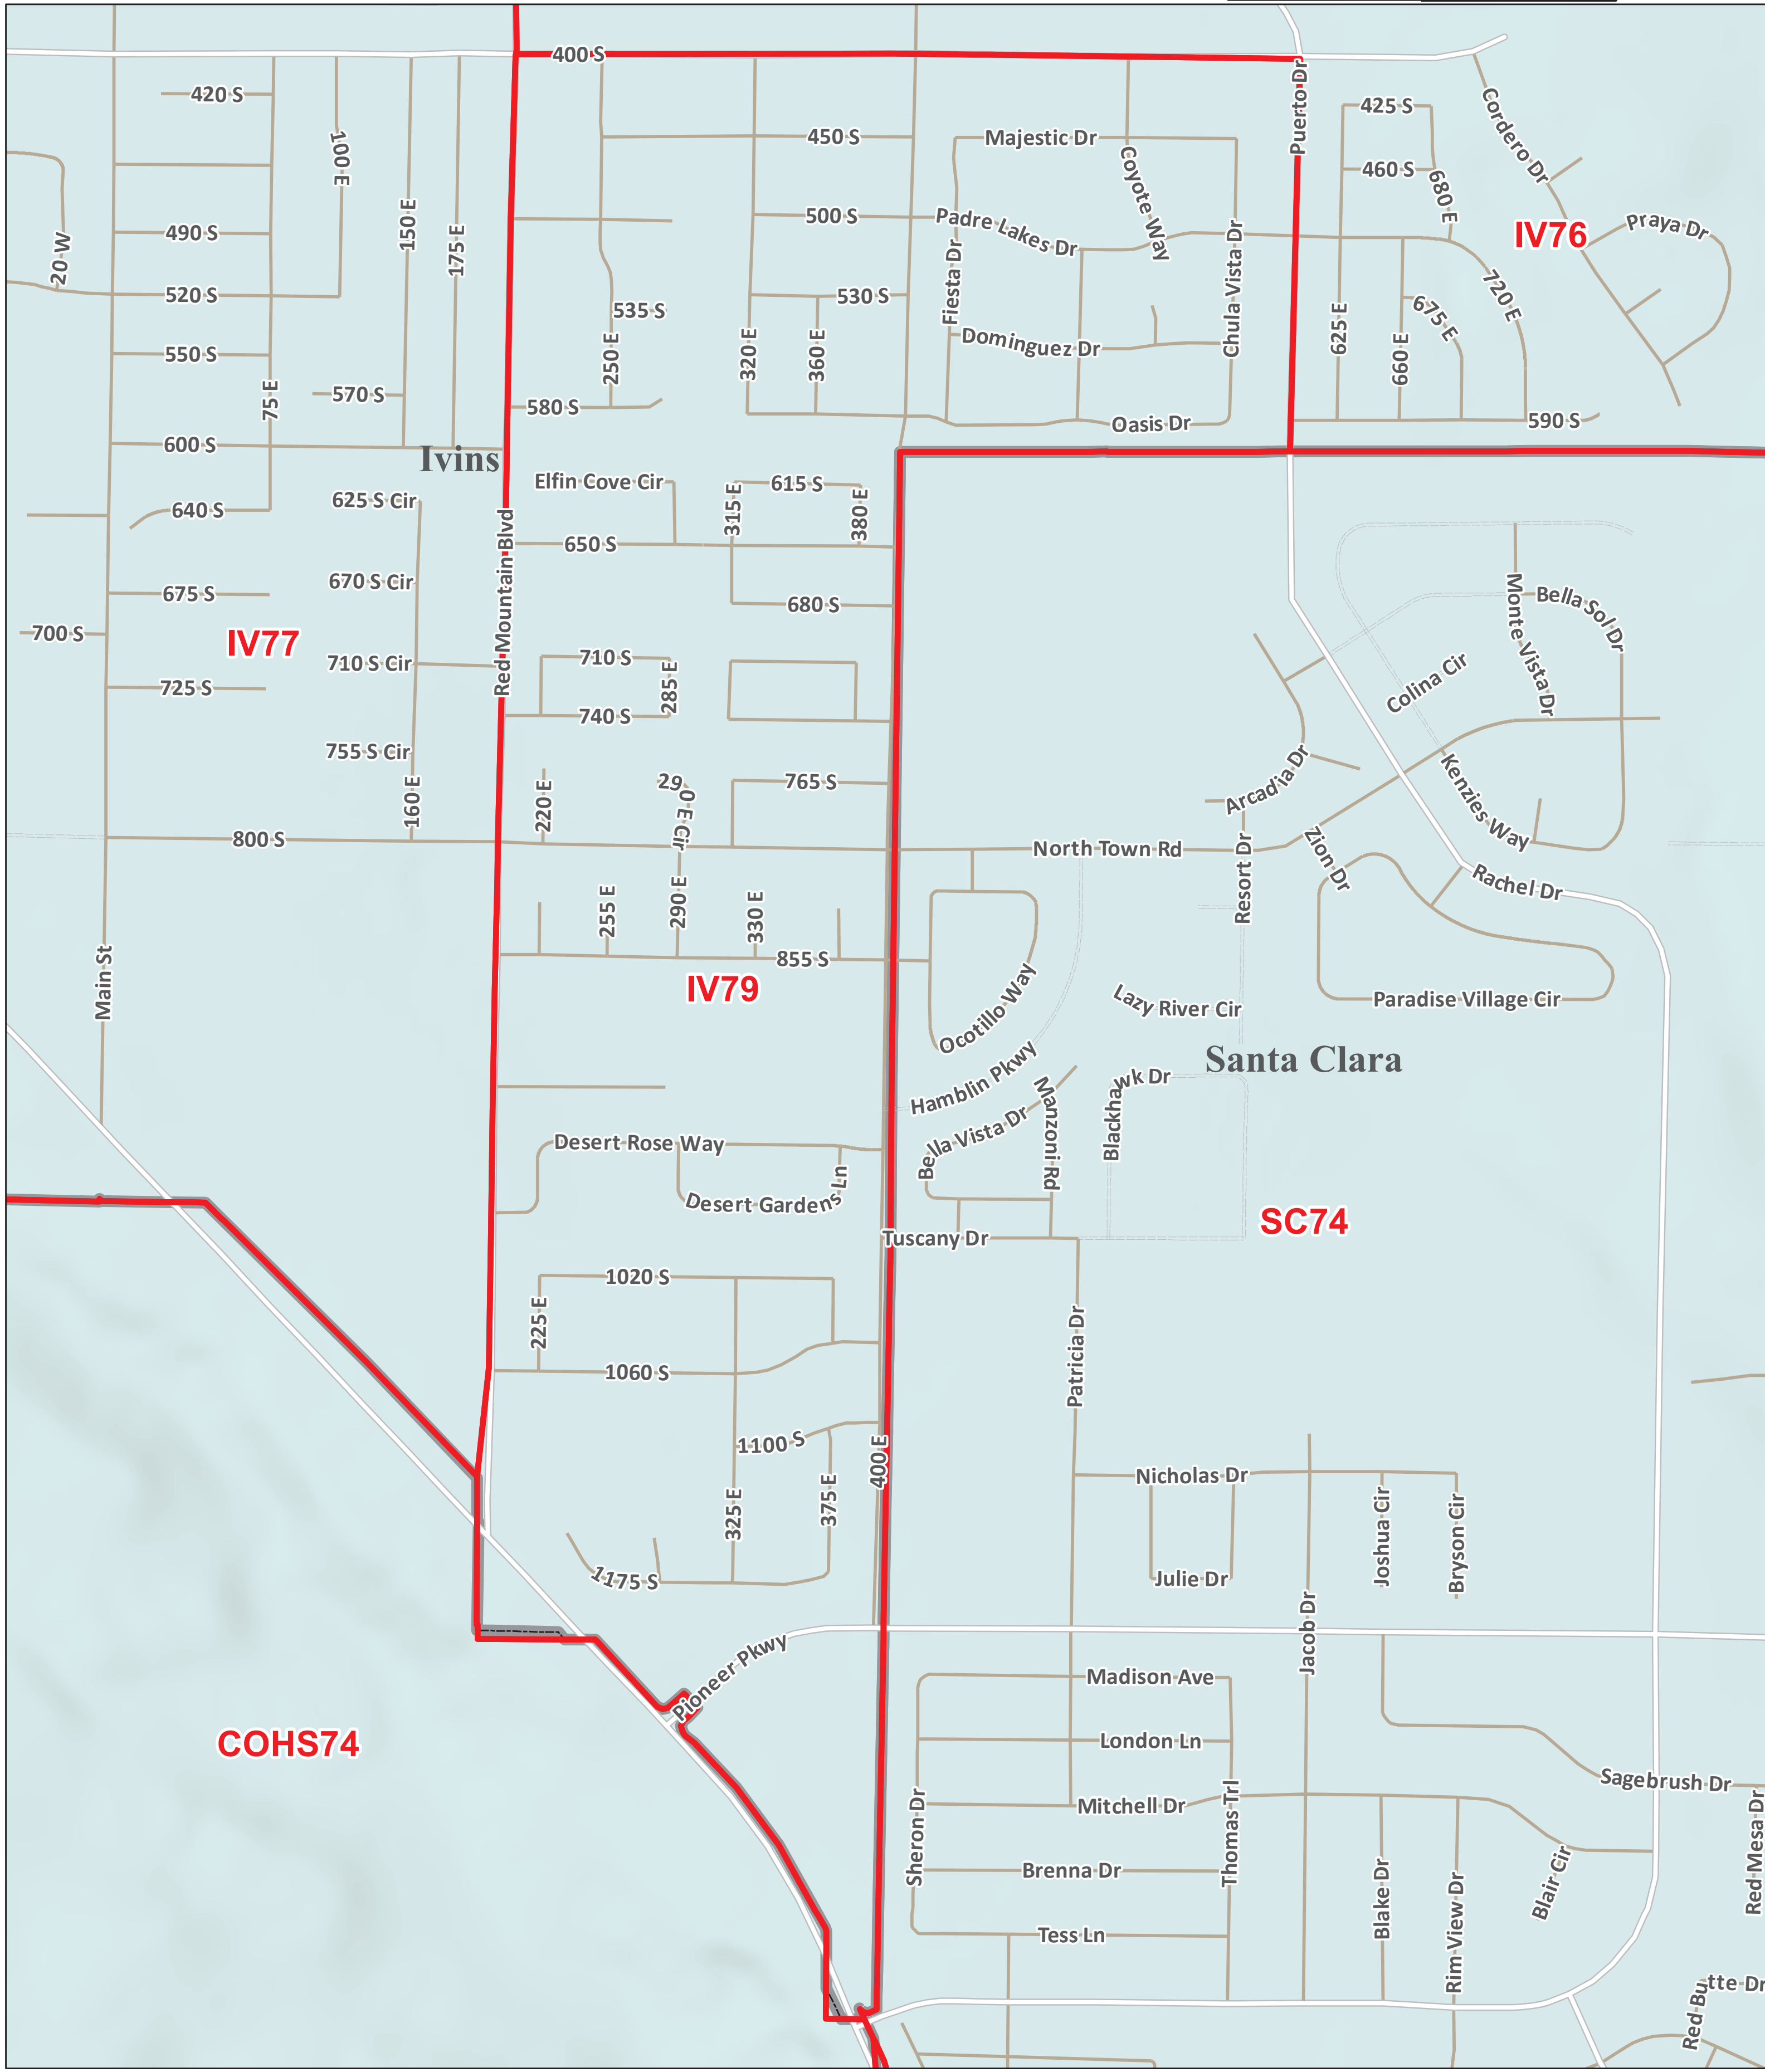 400 S
420 S
Puerto Dr
425 S
Cordero Dr
100 E
450 S
Majestic Dr
Coyote Way
460 S
680 E
150 E
175 E
20 W
490 S
500 S
Padre Lakes Dr
IV76
Praya Dr
Fiesta Dr
Chula Vista Dr
520 S
530 S
535 S
720 E
675 E
625 E
660 E
550 S
250 E
320 E
360 E
Dominguez Dr
75 E
570 S
580 S
Oasis Dr
590 S
600 S
Ivins
Elfin Cove Cir
615 S
315 E
380 E
625 S Cir
640 S
Red Mountain Blvd
650 S
670 S Cir
675 S
680 S
Monte Vista Dr
Bella Sol Dr
700 S
IV77
710 S Cir
710 S
285 E
Colina Cir
725 S
740 S
755 S Cir
160 E
220 E
290 E Cir
765 S
Arcadia Dr
Kenzies Way
800 S
North Town Rd
Zion Dr
Resort Dr
Rachel Dr
255 E
290 E
330 E
Main St
855 S
IV79
Ocotillo Way
Lazy River Cir
Paradise Village Cir
Santa Clara
Hamblin Pkwy
Manzoni Rd
Blackhawk Dr
Bella Vista Dr
Desert Rose Way
Desert Gardens Ln
SC74
Tuscany Dr
1020 S
225 E
Patricia Dr
1060 S
1100 S
400 E
325 E
375 E
Nicholas Dr
Joshua Cir
Bryson Cir
1175 S
Julie Dr
Jacob Dr
Pioneer Pkwy
Madison Ave
COHS74
London Ln
Sagebrush Dr
Sheron Dr
Mitchell Dr
Thomas Trl
Red Mesa Dr
Brenna Dr
Blake Dr
Rim View Dr
Blair Cir
Tess Ln
Red Butte Dr